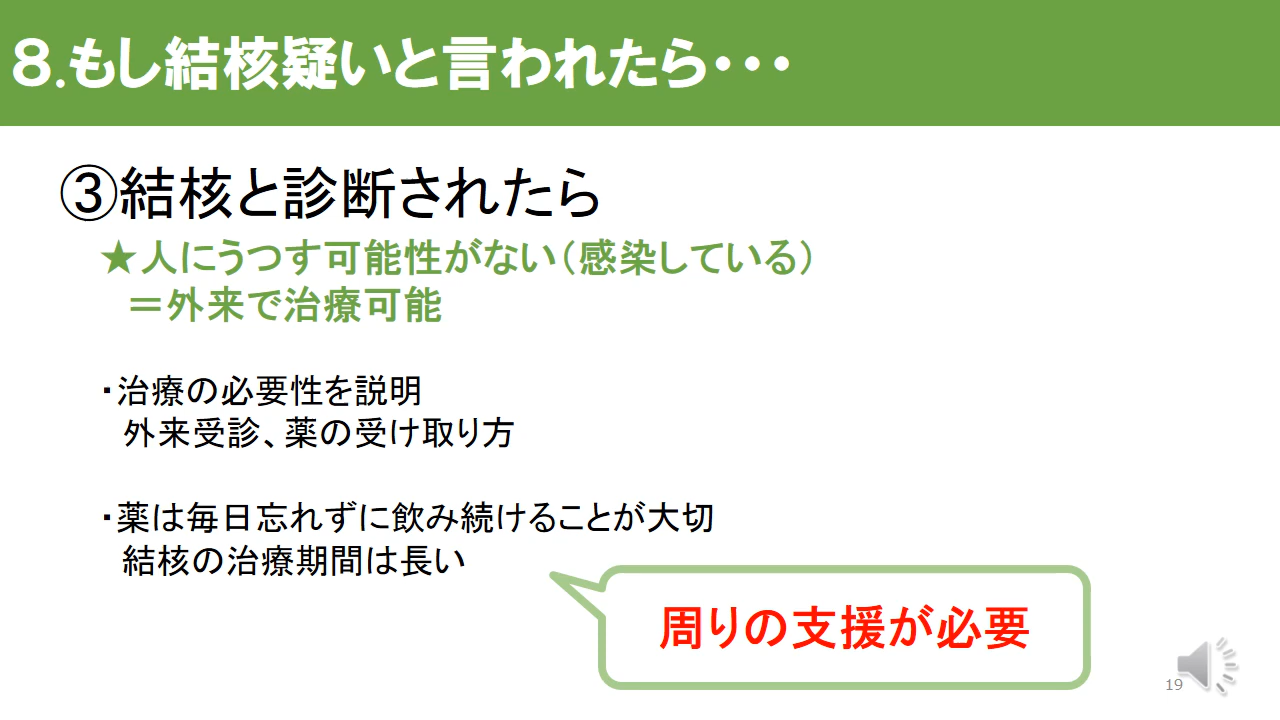 ８.もし結核疑いと言われたら・・・
③結核と診断されたら
★人にうつす可能性がない（感染している）
＝外来で治療可能
・治療の必要性を説明
外来受診、薬の受け取り方
・薬は毎日忘れずに飲み続けることが大切
結核の治療期間は長い
周りの支援が必要
19